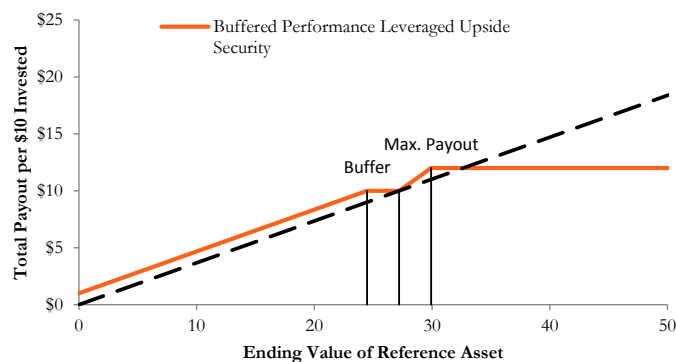 $25
Buffered Performance Leveraged Upside
Security
$20
$15
Max. Payout
Buffer
$10
$5
$0
0 10 20 30 40 50
Total Payout per $10 Invested
Ending Value of Reference Asset